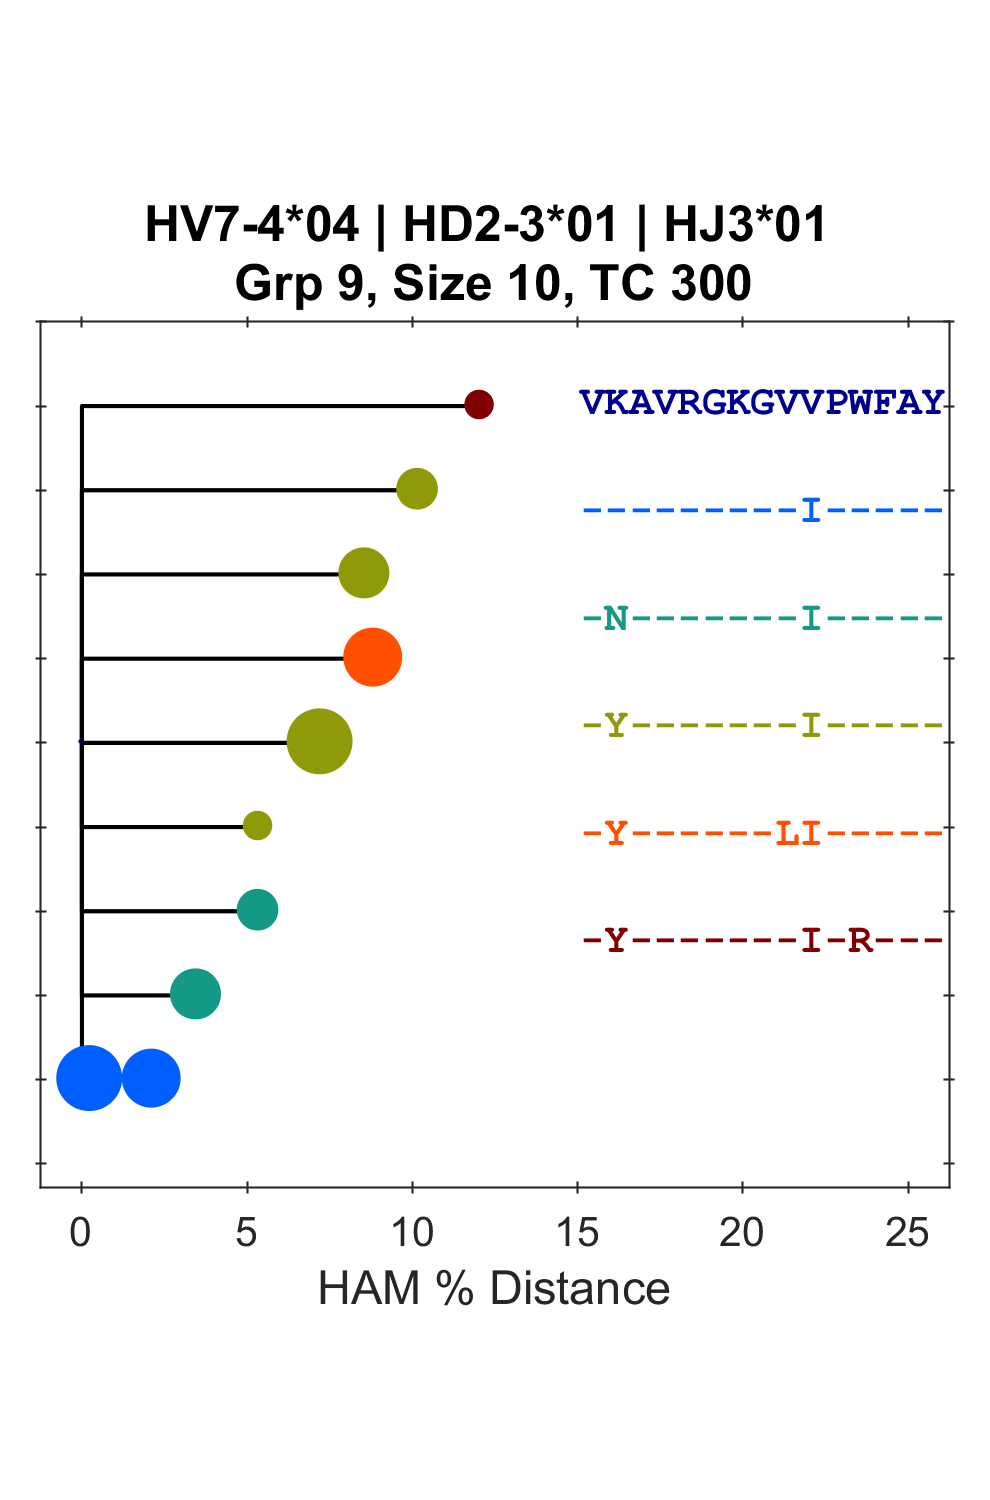 HV7-4*04 | HD2-3*01 | HJ3*01
Grp 9, Size 10, TC 300
VKAVRGKGVVPWFAY
---------I-----
-N-------I-----
-Y-------I-----
-Y------LI-----
-Y-------I-R---
0 5 10 15 20 25
HAM % Distance